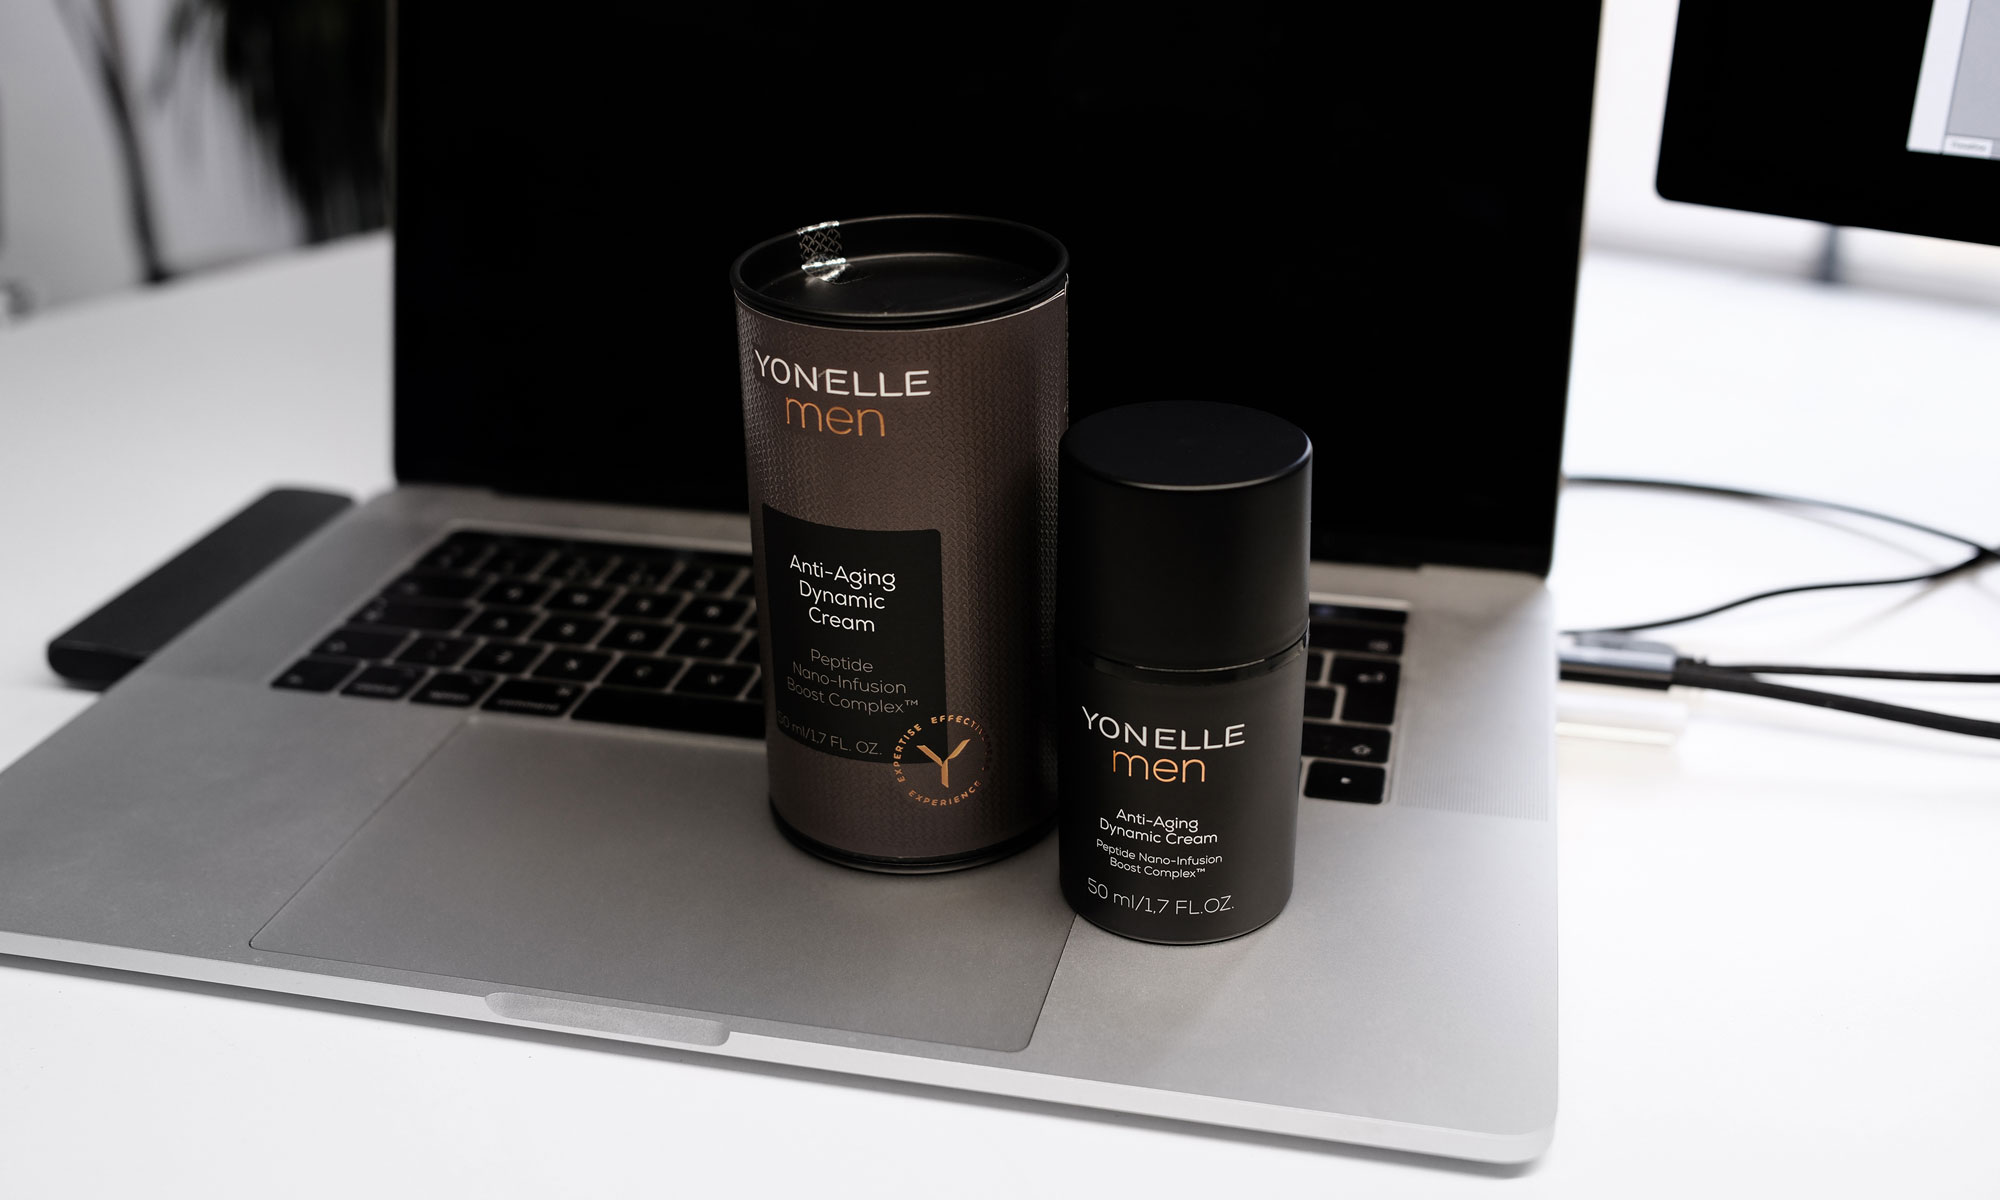 YONELLE
men
Anti-Aging
Dynamic
Cream
Peptide
Nano-Infusion
Boost Complex™
50 ml/1,7 FL. OZ.
EXPERTISE EFFECTIVENESS EXPERIENCE
Y
YONELLE
men
Anti-Aging
Dynamic Cream
Peptide Nano-Infusion
Boost Complex™
50 ml/1,7 FL.OZ.